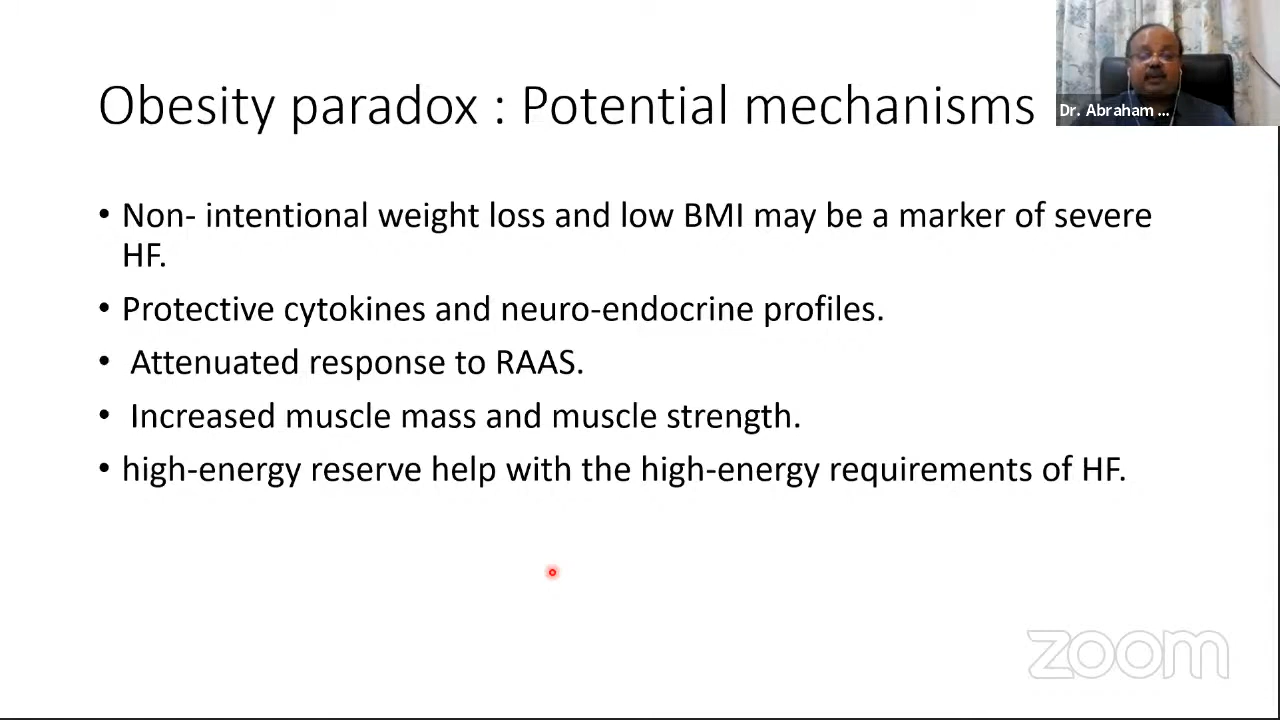 Obesity paradox : Potential mechanisms
Dr. Abraham ...
• Non- intentional weight loss and low BMI may be a marker of severe
HF.
• Protective cytokines and neuro-endocrine profiles.
• Attenuated response to RAAS.
• Increased muscle mass and muscle strength.
• high-energy reserve help with the high-energy requirements of HF.
zoom